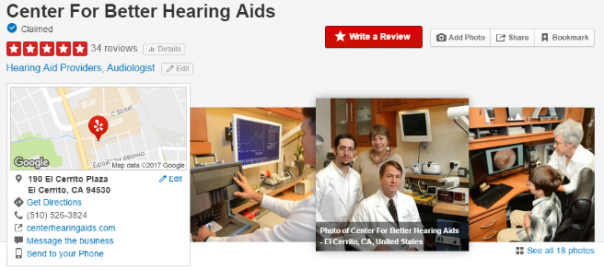 Center For Better Hearing Aids
Claimed
34 reviews
Details
Write a Review
Add Photo
Share
Bookmark
Hearing Aid Providers, Audiologist
Edit
C Street
Google
Map data ©2017 Google
190 El Cerrito Plaza
El Cerrito, CA 94530
Edit
Get Directions
(510) 526-3824
centerhearingaids.com
Message the business
Send to your Phone
Photo of Center For Better Hearing Aids
- El Cerrito, CA, United States
See all 18 photos